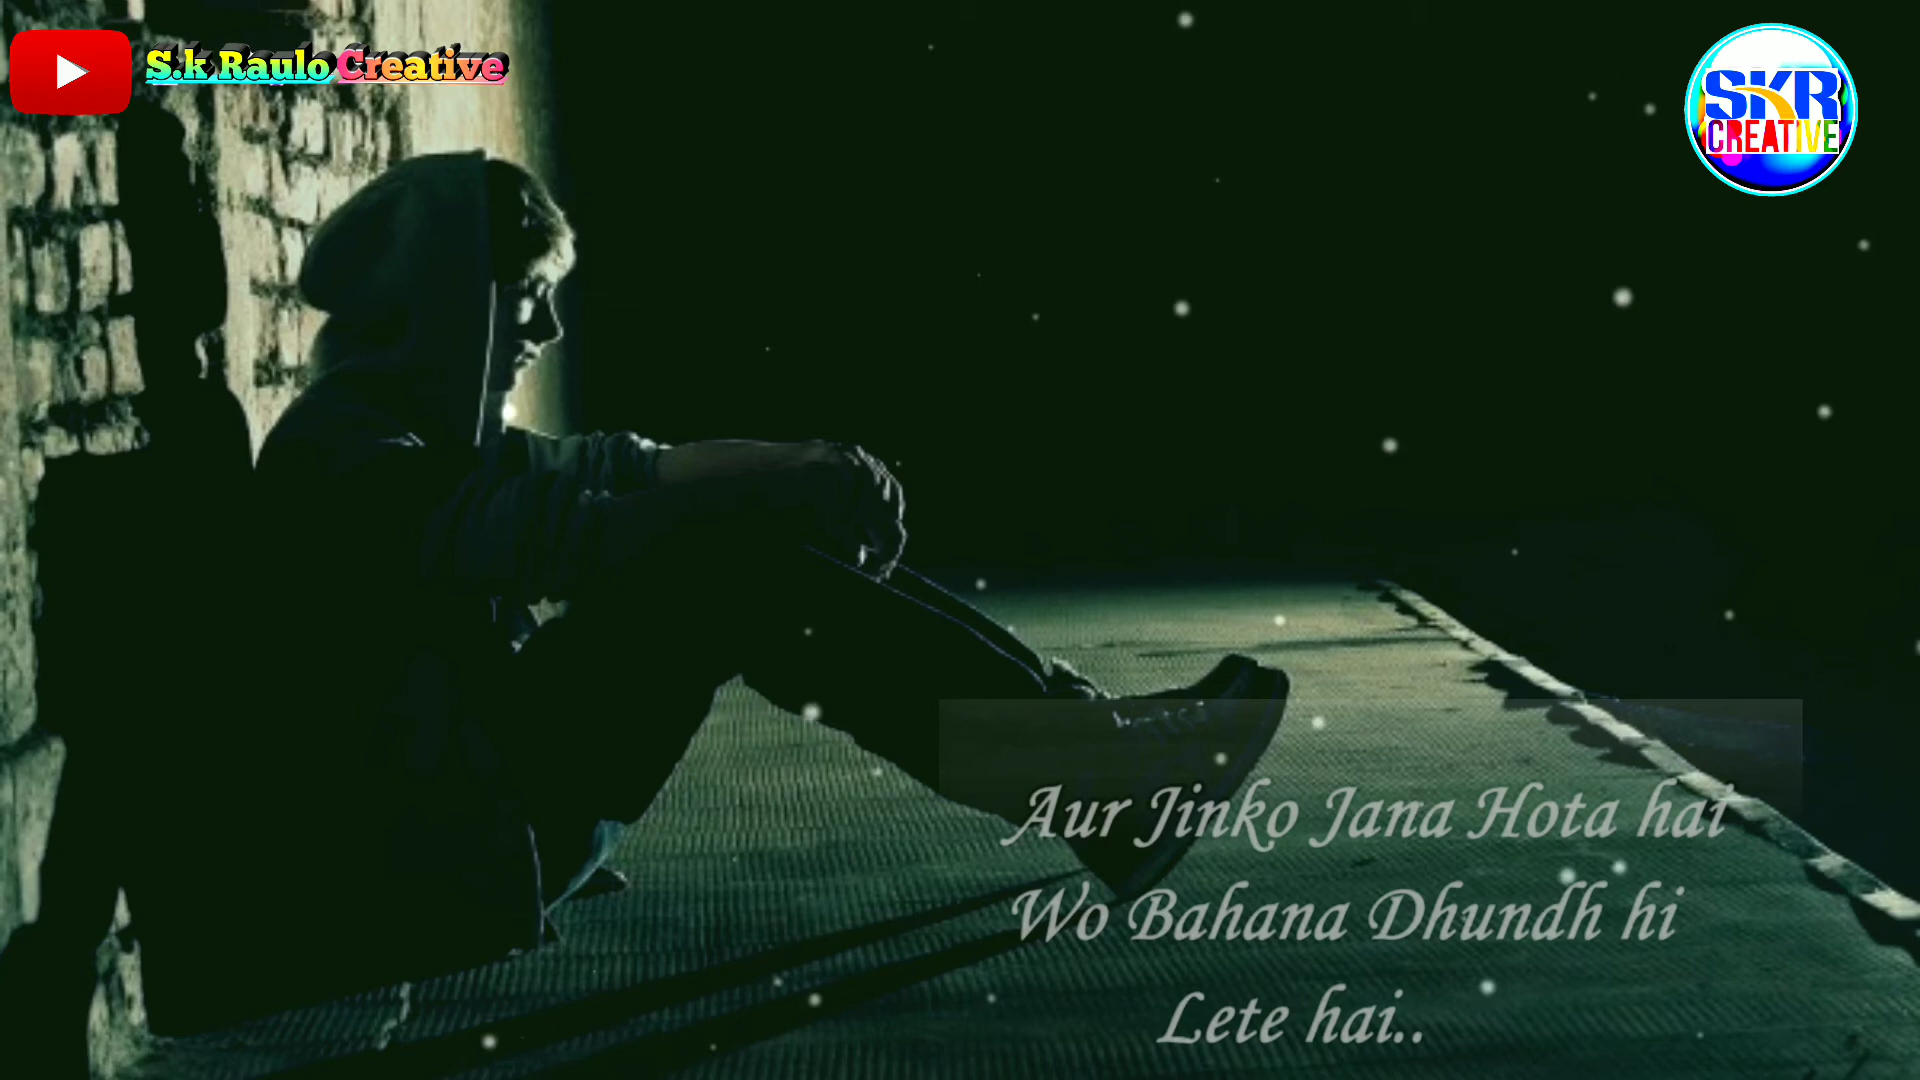 S.k Raulo Creative
SKR
CREATIVE
Aur Jinko Jana Hota hai
Wo Bahana Dhundh hi
Lete hai..